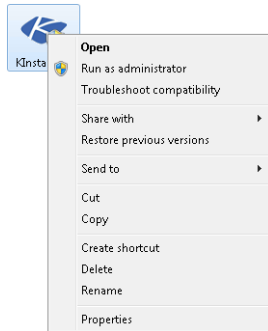 KInsta
Open
Run as administrator
Troubleshoot compatibility
Share with
Restore previous versions
Send to
Cut
Copy
Create shortcut
Delete
Rename
Properties